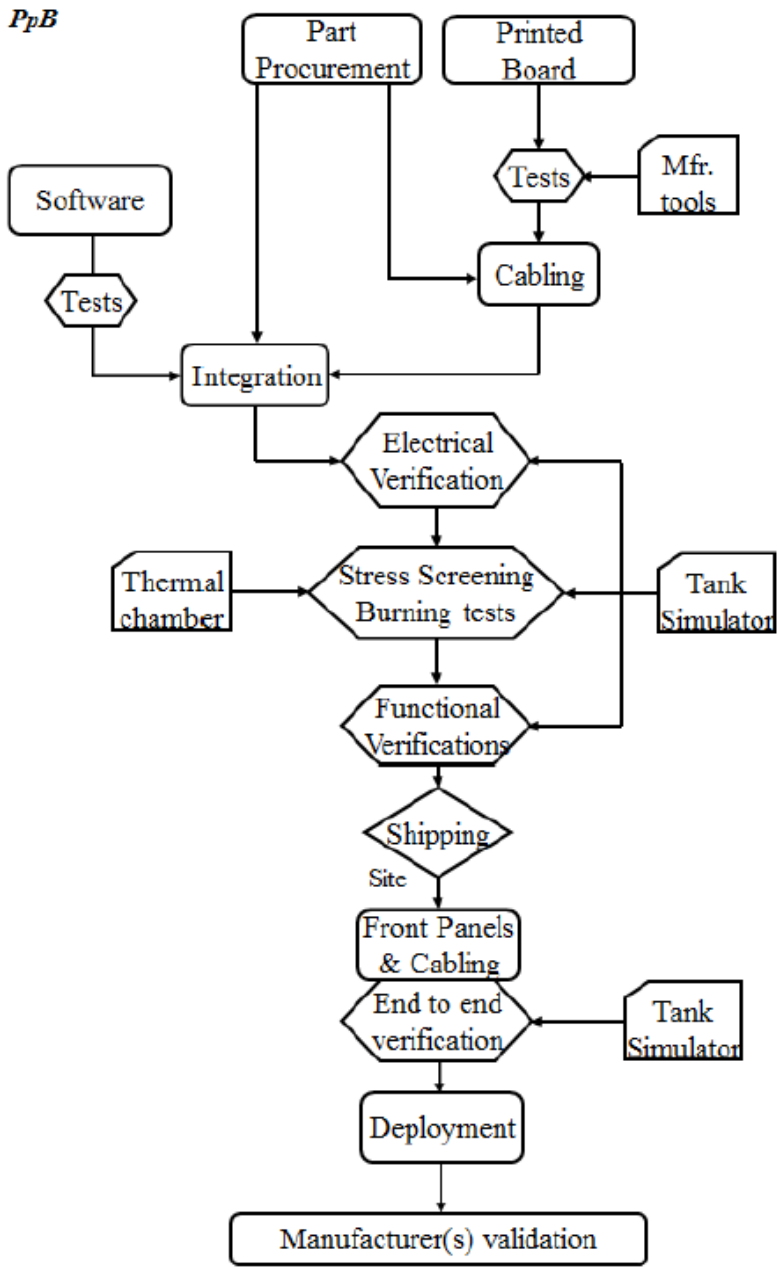 PpB
Part
Procurement
Printed
Board
Software
Tests
Mfr.
tools
Tests
Cabling
Integration
Electrical
Verification
Thermal
chamber
Stress Screening
Burning tests
Tank
Simulator
Functional
Verifications
Shipping
Site
Front Panels
& Cabling
End to end
verification
Tank
Simulator
Deployment
Manufacturer(s) validation